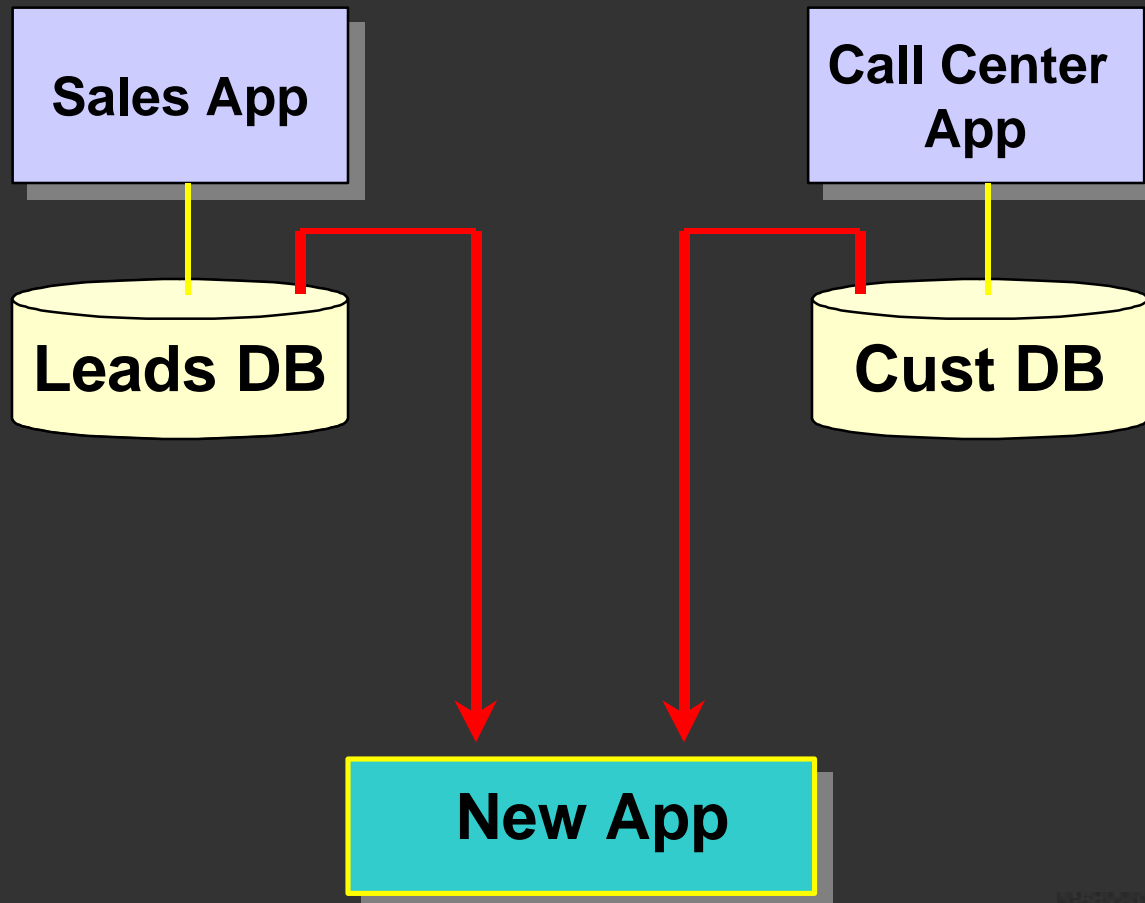 Sales App
Call Center
App
Leads DB
Cust DB
New App